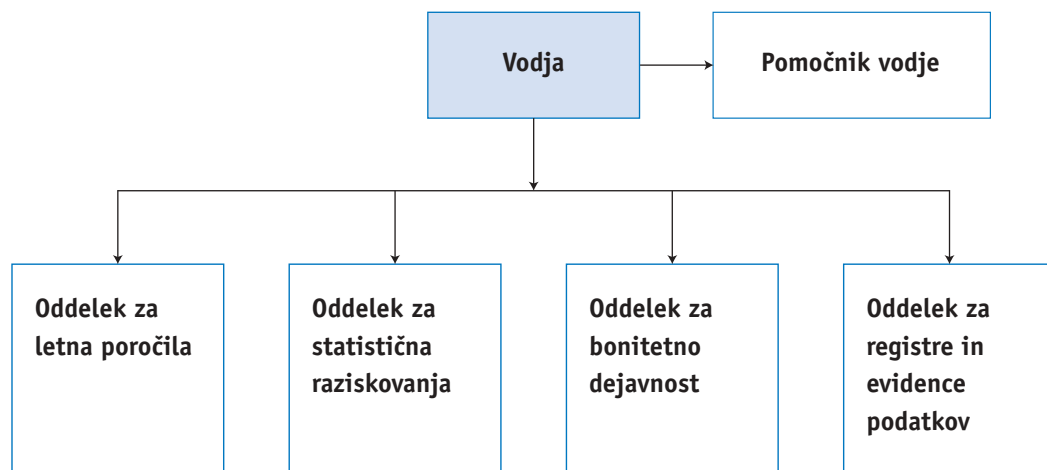 Vodja
Pomočnik vodje
Oddelek za
letna poročila
Oddelek za
statistična
raziskovanja
Oddelek za
bonitetno
dejavnost
Oddelek za
registre in
evidence
podatkov